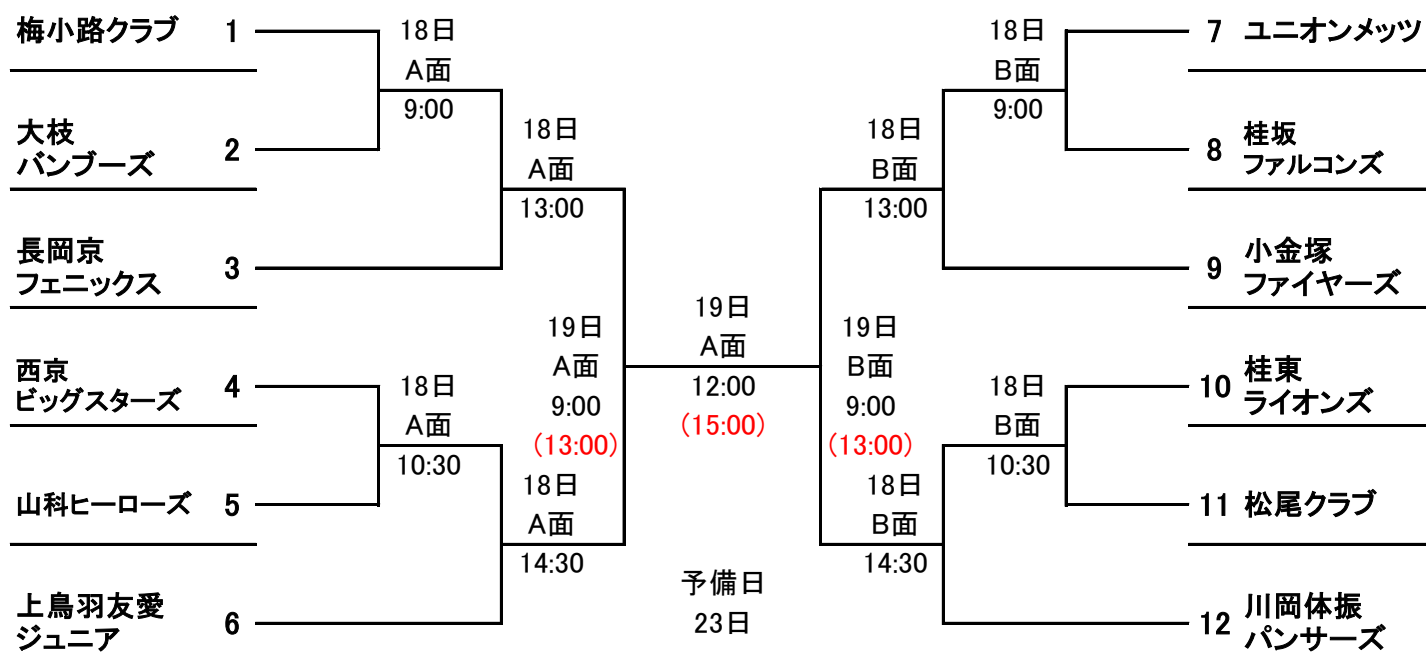 梅小路クラブ 1
18日
A面
9:00
大枝
バンブーズ 2
18日
A面
13:00
長岡京
フェニックス 3
西京
ビッグスターズ 4
18日
A面
10:30
山科ヒーローズ 5
18日
A面
14:30
上鳥羽友愛
ジュニア 6
19日
A面
9:00
(13:00)
19日
A面
12:00
(15:00)
19日
B面
9:00
(13:00)
予備日
23日
18日
B面
9:00
7 ユニオンメッツ
18日
B面
13:00
8 桂坂
ファルコンズ
9 小金塚
ファイヤーズ
18日
B面
10:30
10 桂東
ライオンズ
11 松尾クラブ
18日
B面
14:30
12 川岡体振
パンサーズ